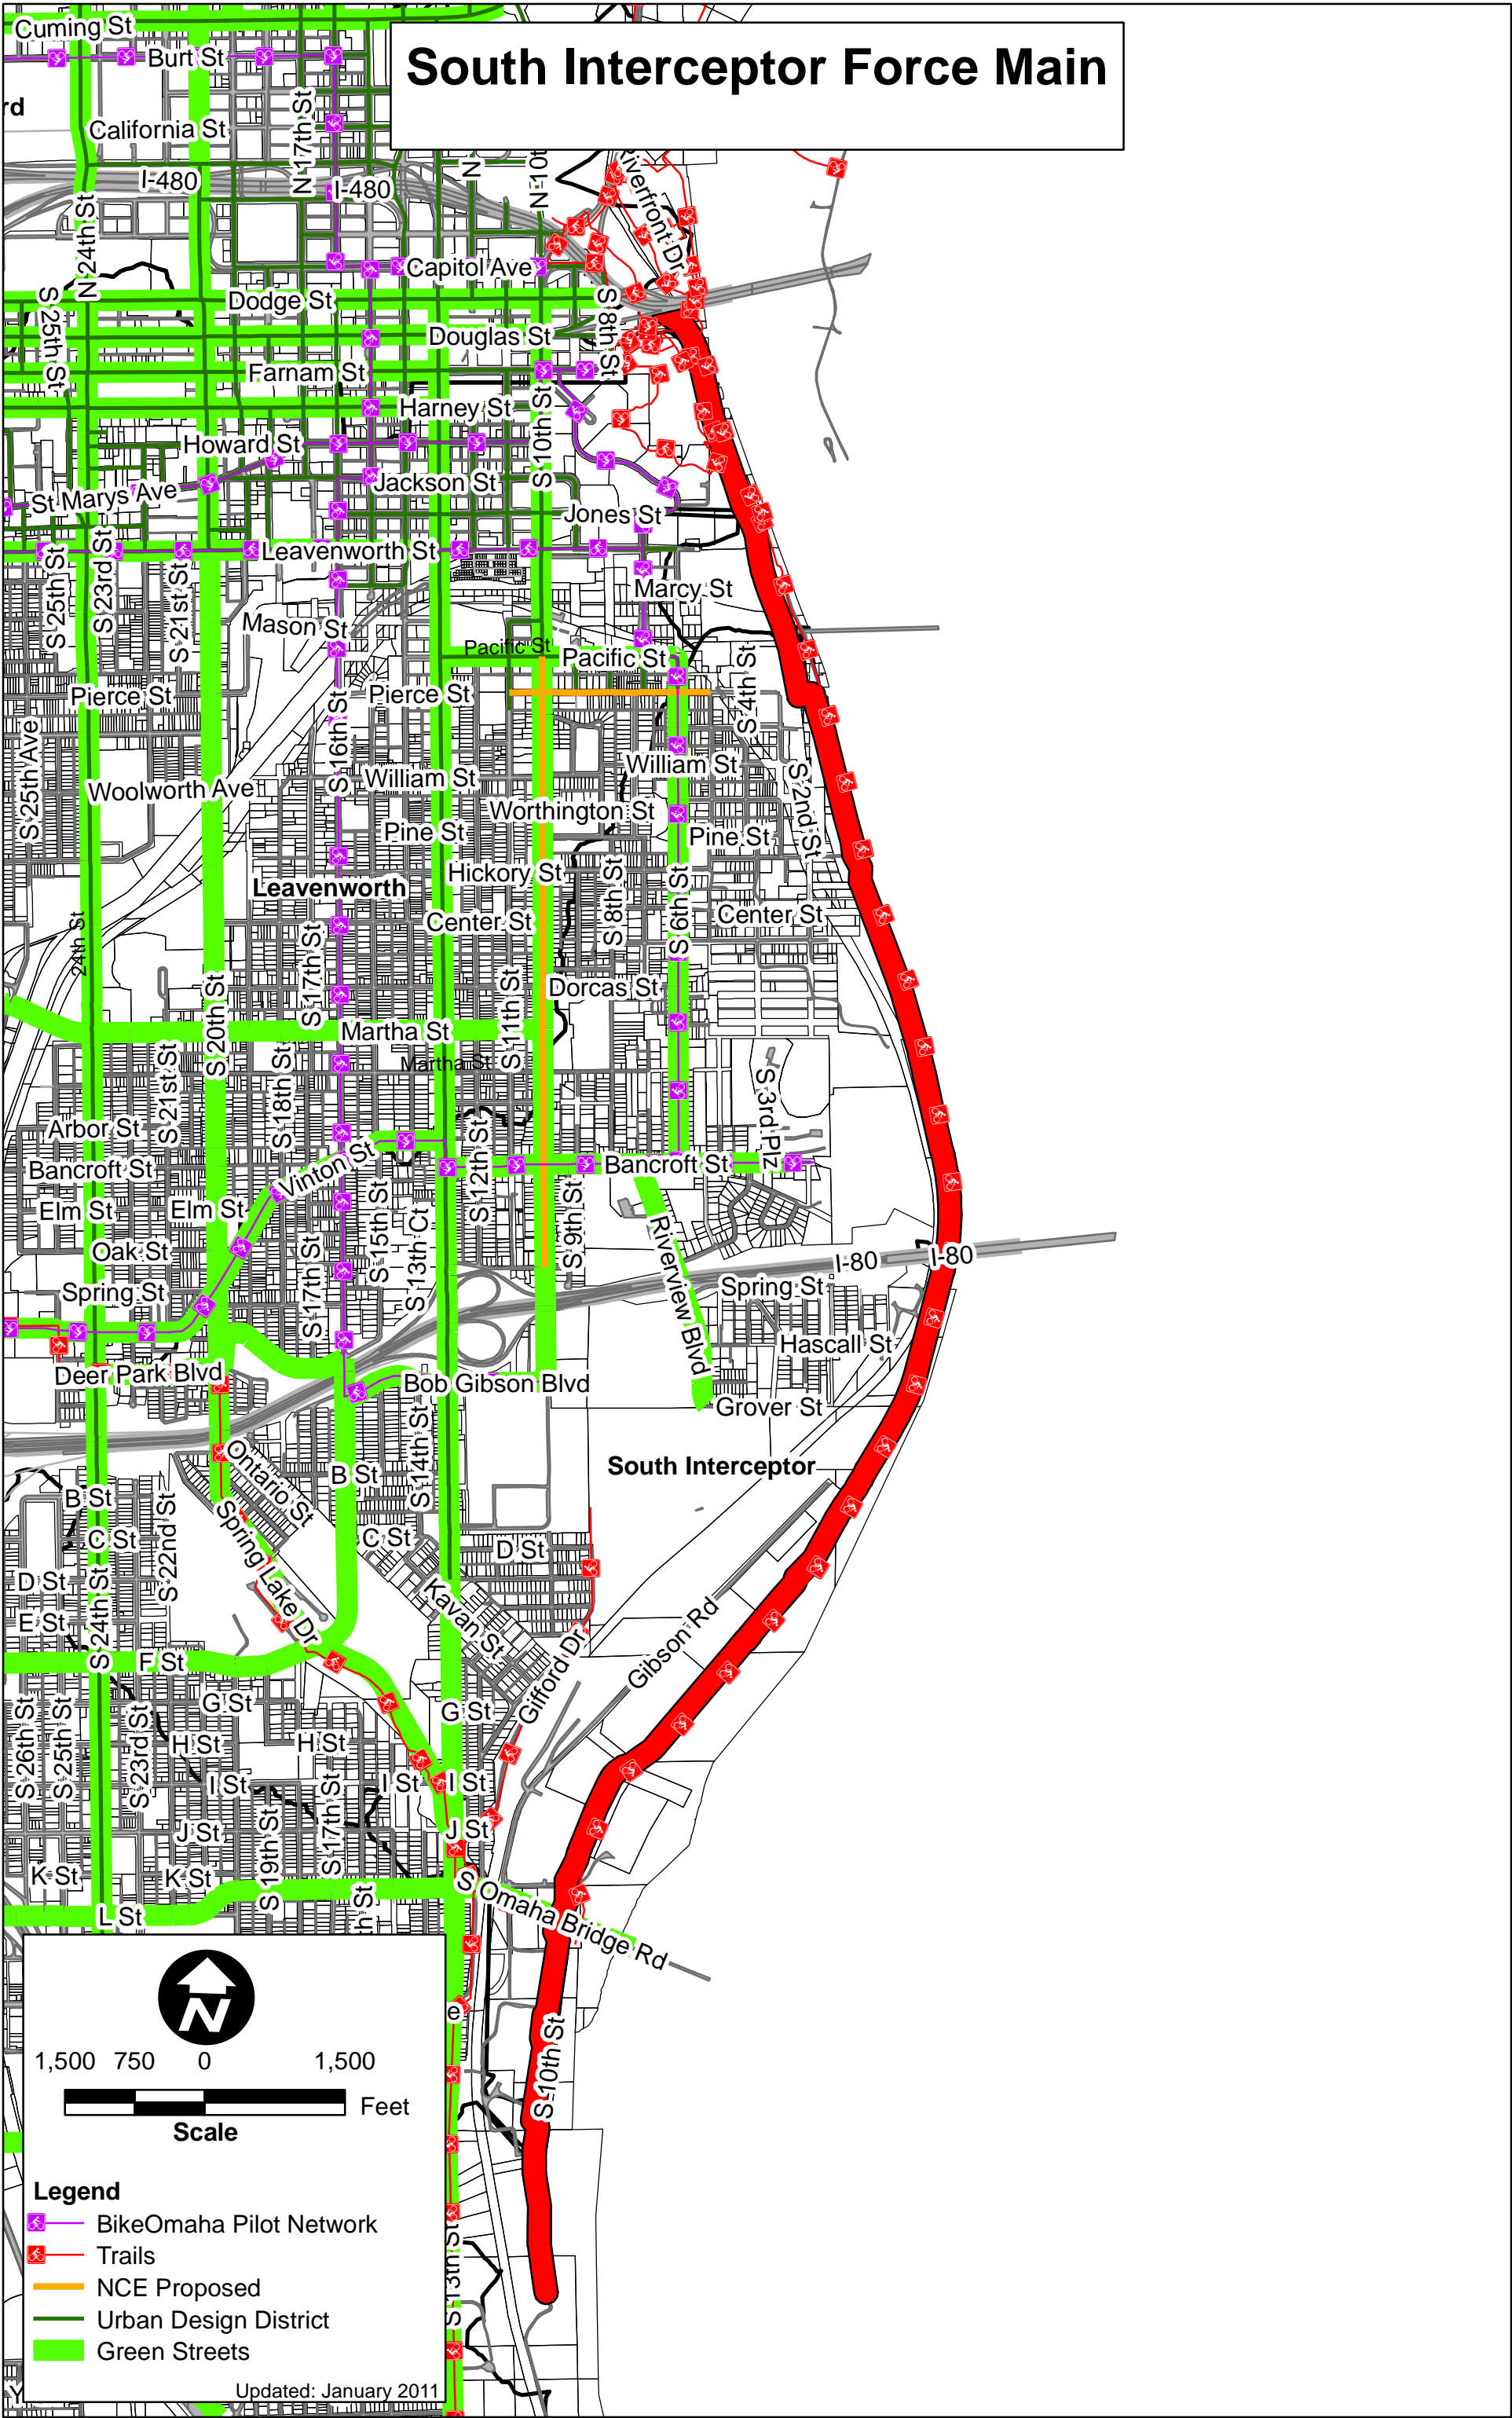 South Interceptor Force Main
Cuming St
Burt St
rd
California St
N 17th St
I-480
I-480
N
N 10t
Riverfront Dr
N 24th St
Capitol Ave
Dodge St
S 25th St
S 8th St
Douglas St
Farnam St
Harney St
S 10th St
Howard St
Jackson St
St Marys Ave
Jones St
Leavenworth St
S 25th St
S 23rd St
S 21st St
Marcy St
Mason St
Pacific St
Pacific St
S 4th St
Pierce St
Pierce St
S 16th St
S 25th Ave
William St
William St
Woolworth Ave
S 2nd St
Worthington St
Pine St
Pine St
Hickory St
Leavenworth
S 8th St
S 6th St
Center St
Center St
24th St
S 17th St
Dorcas St
S 20th St
S 11th St
Martha St
Martha St
S 21st St
S 18th St
S 3rd Plz
Arbor St
Bancroft St
Vinton St
S 12th St
Bancroft St
Elm St
Elm St
S 15th St
S 13th Ct
S 9th St
Riverview Blvd
Oak St
S 17th St
I-80
I-80
Spring St
Spring St
Hascall St
Deer Park Blvd
Bob Gibson Blvd
Grover St
S 14th St
Ontario St
B St
South Interceptor
B St
S 22nd St
C St
C St
D St
Spring Lake Dr
D St
S 24th St
Kavan St
E St
F St
Gifford Dr
Gibson Rd
G St
G St
S 26th St
S 25th St
S 23rd St
H St
H St
I St
I St
I St
J St
J St
S 19th St
S 17th St
K St
K St
S Omaha Bridge Rd
L St
th St
e
S 10th St
S 13th St
Y
N
1,500 750 0 1,500
Feet
Scale
Legend
BikeOmaha Pilot Network
Trails
NCE Proposed
Urban Design District
Green Streets
Updated: January 2011